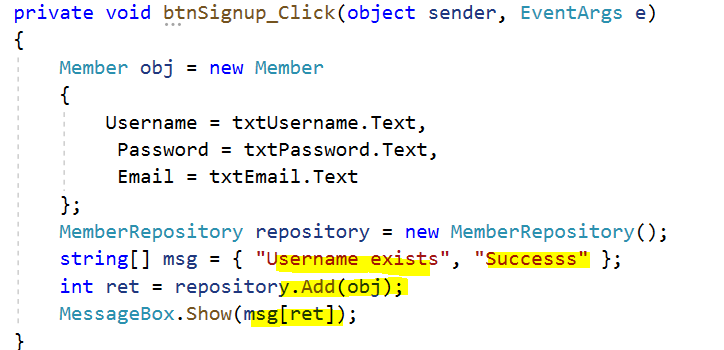 private void btnSignup_Click(object sender, EventArgs e)
{
Member obj = new Member
{
Username = txtUsername.Text,
Password = txtPassword.Text,
Email = txtEmail.Text
};
MemberRepository repository = new MemberRepository();
string[] msg = { "Username exists", "Successs" };
int ret = repository.Add(obj);
MessageBox.Show(msg[ret]);
}